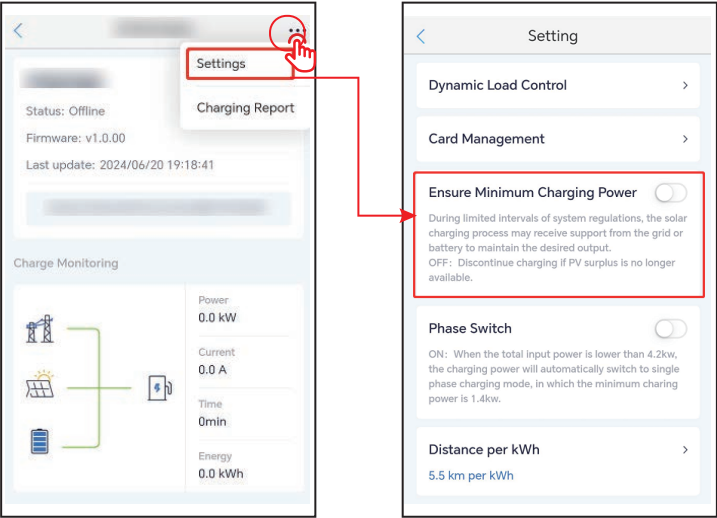 Settings
Charging Report
Status: Offline
Firmware: v1.0.00
Last update: 2024/06/20 19:18:41
Charge Monitoring
Power
0.0 kW
Current
0.0 A
Time
0min
Energy
0.0 kWh
Setting
Dynamic Load Control
Card Management
Ensure Minimum Charging Power
During limited intervals of system regulations, the solar
charging process may receive support from the grid or
battery to maintain the desired output.
OFF: Discontinue charging if PV surplus is no longer
available.
Phase Switch
ON: When the total input power is lower than 4.2kw,
the charging power will automatically switch to single
phase charging mode, in which the minimum charing
power is 1.4kw.
Distance per kWh
5.5 km per kWh